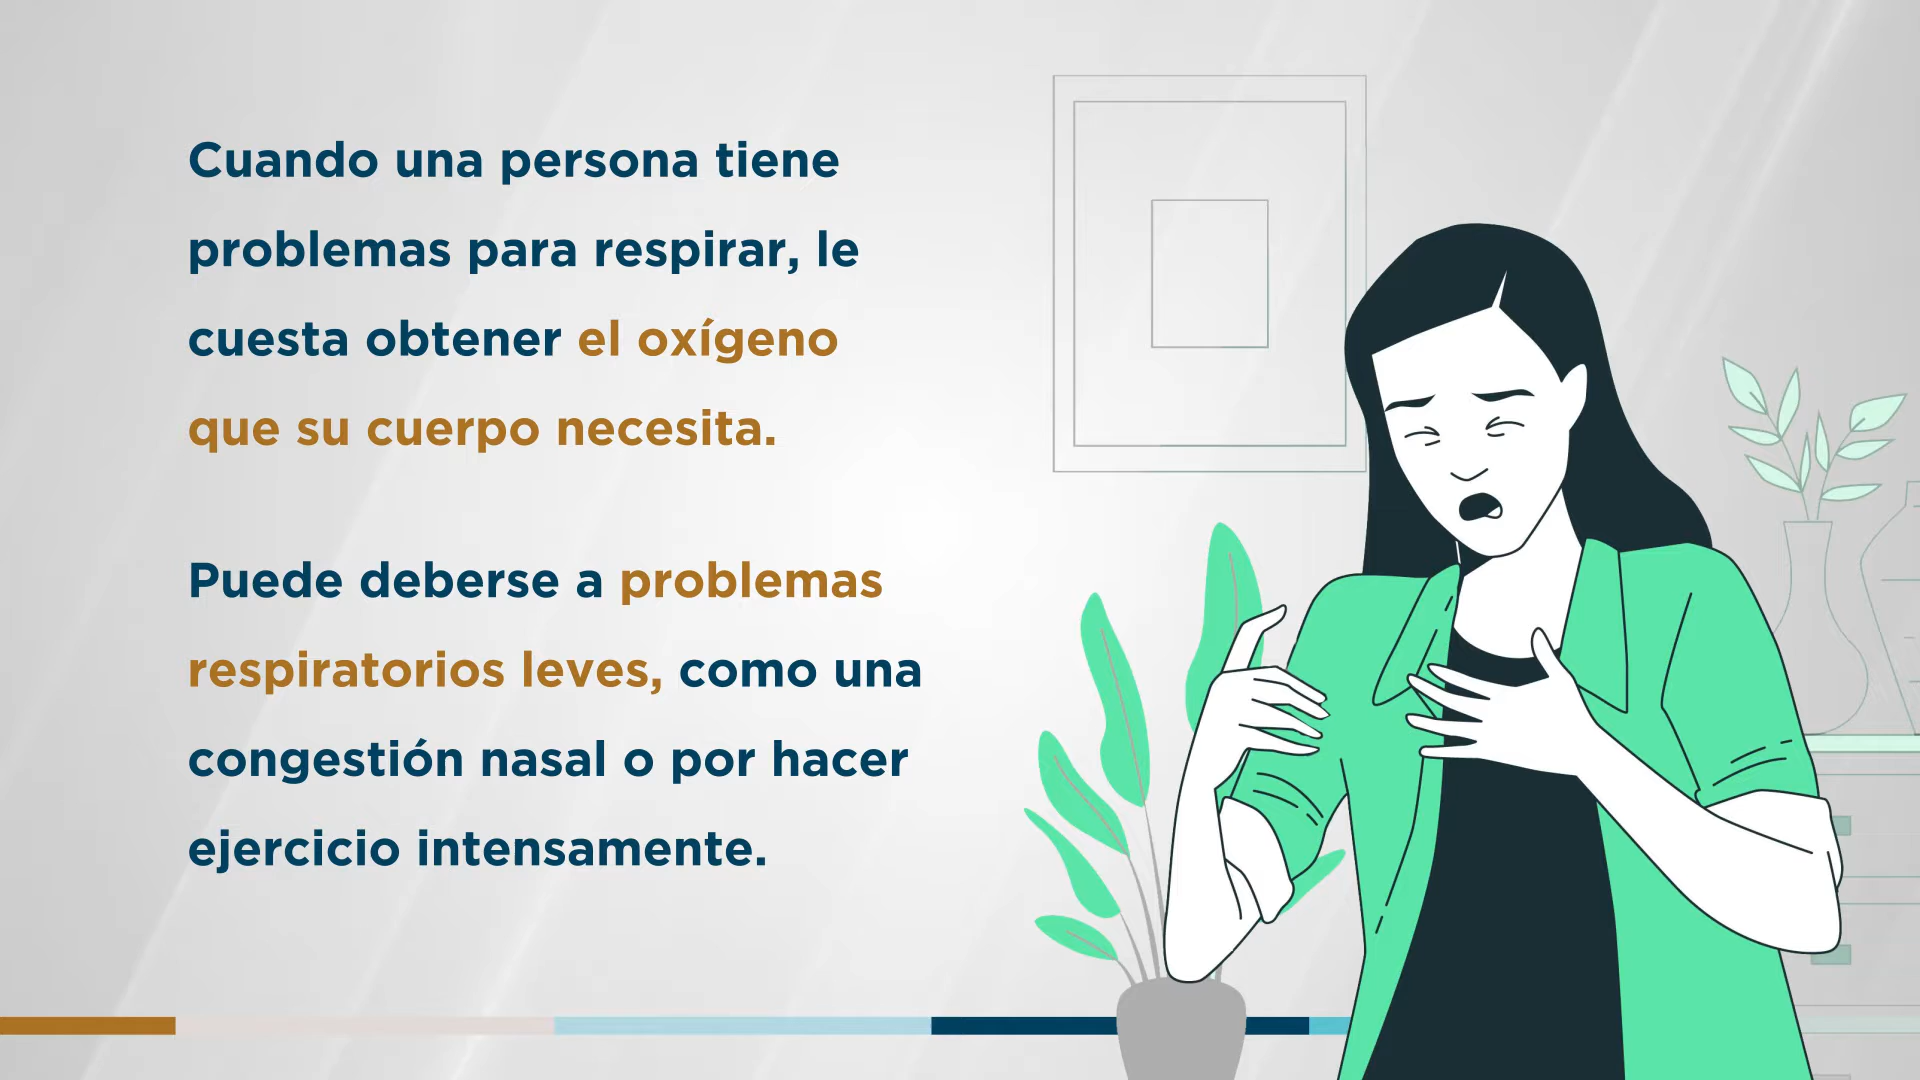 Cuando una persona tiene
problemas para respirar, le
cuesta obtener el oxígeno
que su cuerpo necesita.
Puede deberse a problemas
respiratorios leves, como una
congestión nasal o por hacer
ejercicio intensamente.